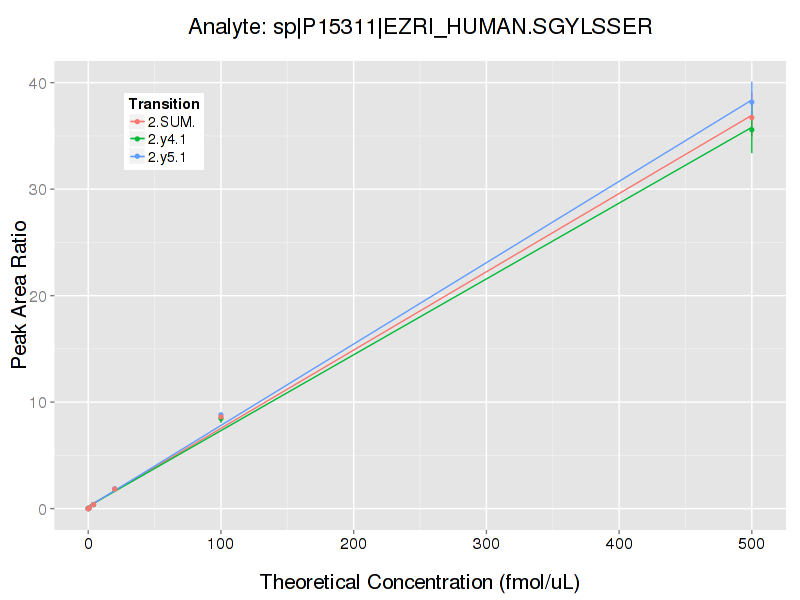 Analyte: sp|P15311|EZRI_HUMAN.SGYLSSER
Transition
2.SUM.
2.y4.1
2.y5.1
Peak Area Ratio
40
30
20
10
0
0 100 200 300 400 500
Theoretical Concentration (fmol/uL)